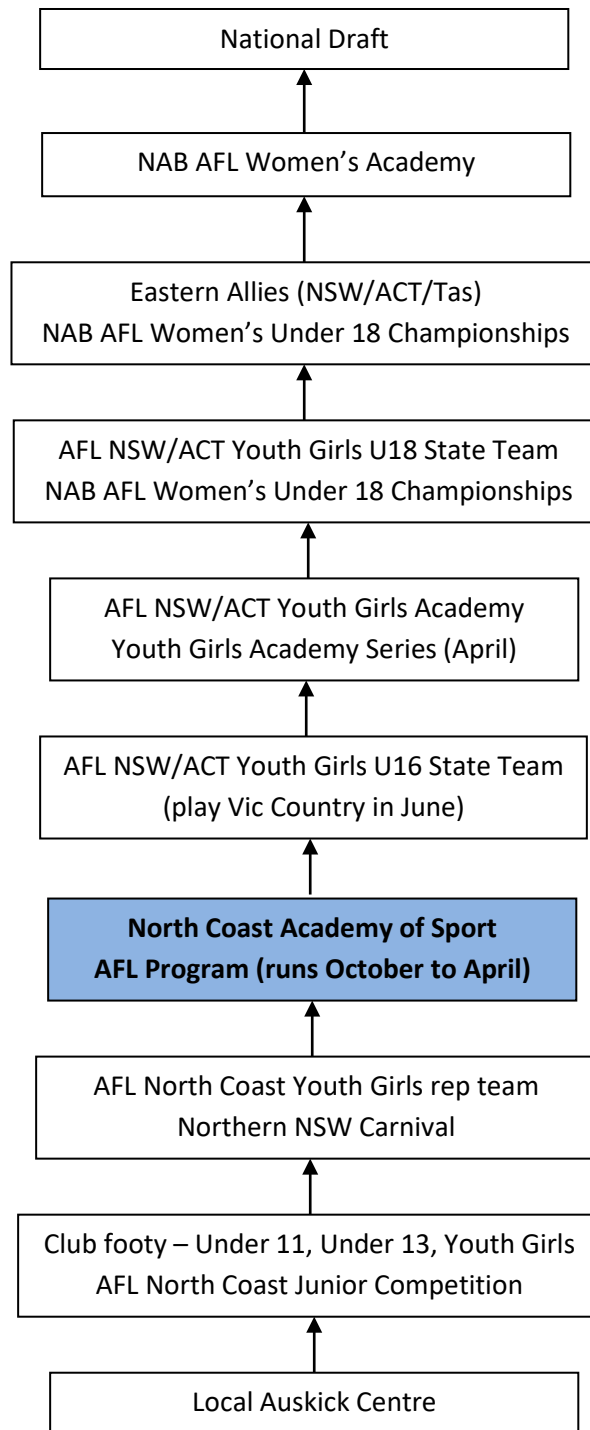 National Draft
NAB AFL Women’s Academy
Eastern Allies (NSW/ACT/Tas)
NAB AFL Women’s Under 18 Championships
AFL NSW/ACT Youth Girls U18 State Team
NAB AFL Women’s Under 18 Championships
AFL NSW/ACT Youth Girls Academy
Youth Girls Academy Series (April)
AFL NSW/ACT Youth Girls U16 State Team
(play Vic Country in June)
North Coast Academy of Sport
AFL Program (runs October to April)
AFL North Coast Youth Girls rep team
Northern NSW Carnival
Club footy – Under 11, Under 13, Youth Girls
AFL North Coast Junior Competition
Local Auskick Centre